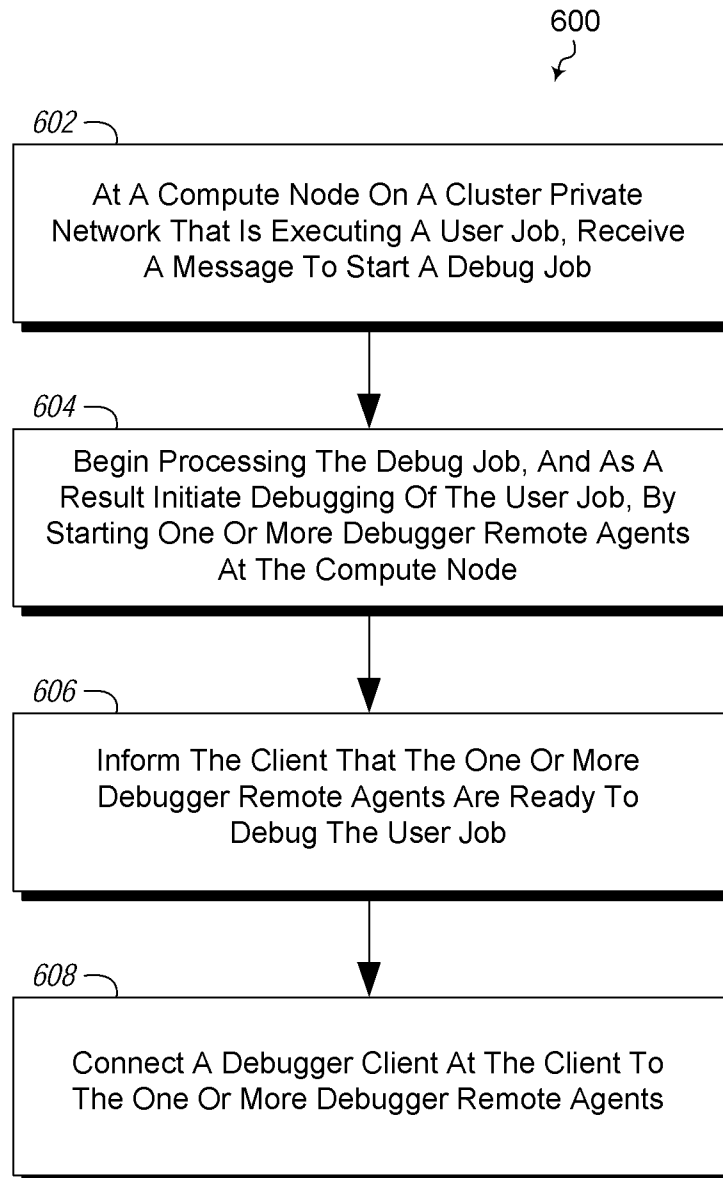 600
602
At A Compute Node On A Cluster Private
Network That Is Executing A User Job, Receive
A Message To Start A Debug Job
604
Begin Processing The Debug Job, And As A
Result Initiate Debugging Of The User Job, By
Starting One Or More Debugger Remote Agents
At The Compute Node
606
Inform The Client That The One Or More
Debugger Remote Agents Are Ready To
Debug The User Job
608
Connect A Debugger Client At The Client To
The One Or More Debugger Remote Agents